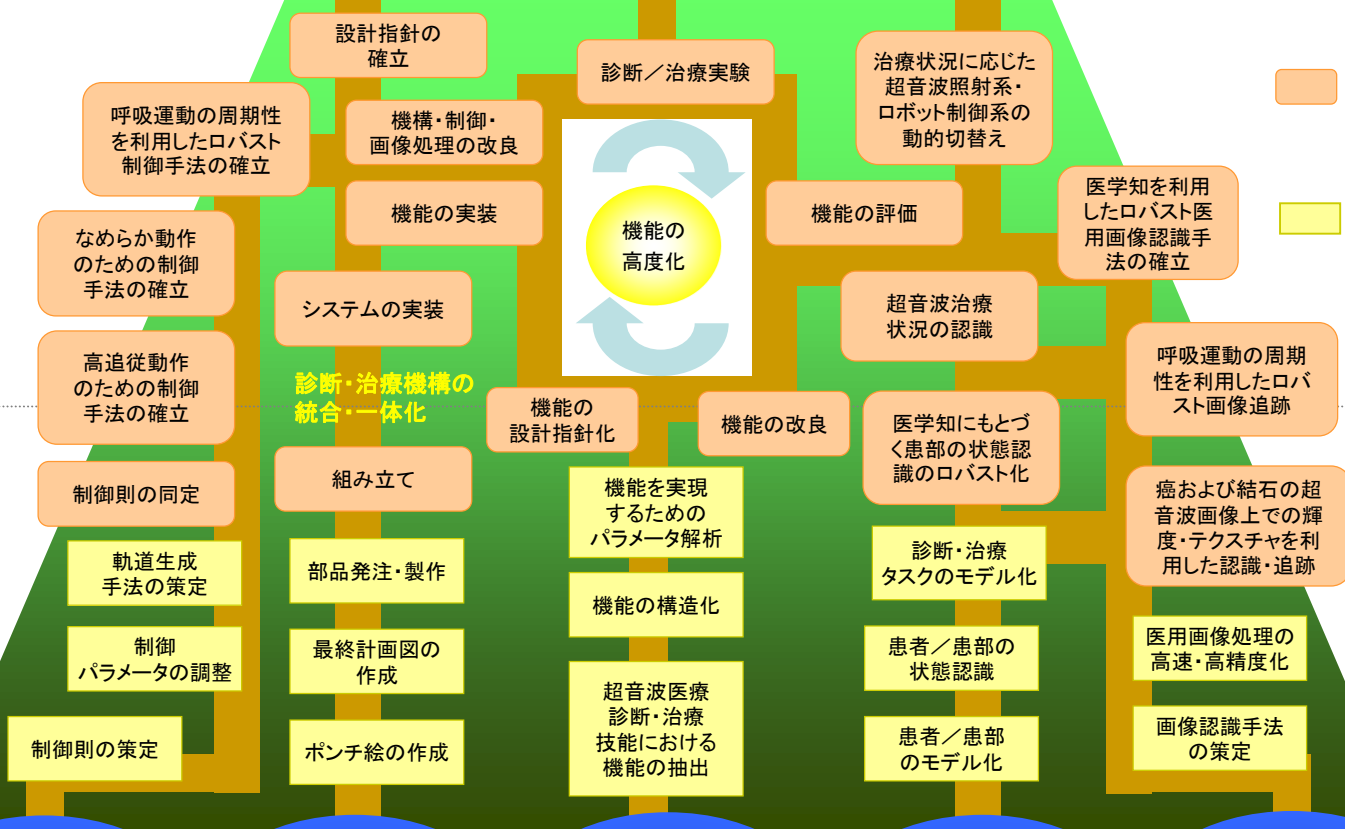 設計指針の
確立
診断／治療実験
治療状況に応じた
超音波照射系・
ロボット制御系の
動的切替え
呼吸運動の周期性
を利用したロバスト
制御手法の確立
機構・制御・
画像処理の改良
機能の実装
機能の評価
医学知を利用
したロバスト医
用画像認識手
法の確立
なめらか動作
のための制御
手法の確立
機能の
高度化
システムの実装
超音波治療
状況の認識
高追従動作
のための制御
手法の確立
診断・治療機構の
統合・一体化
呼吸運動の周期
性を利用したロバ
スト画像追跡
機能の
設計指針化
機能の改良
医学知にもとづ
く患部の状態認
識のロバスト化
制御則の同定
組み立て
機能を実現
するための
パラメータ解析
癌および結石の超
音波画像上での輝
度・テクスチャを利
用した認識・追跡
軌道生成
手法の策定
部品発注・製作
機能の構造化
診断・治療
タスクのモデル化
制御
パラメータの調整
最終計画図の
作成
患者／患部の
状態認識
医用画像処理の
高速・高精度化
超音波医療
診断・治療
技能における
機能の抽出
制御則の策定
ポンチ絵の作成
患者／患部
のモデル化
画像認識手法
の策定